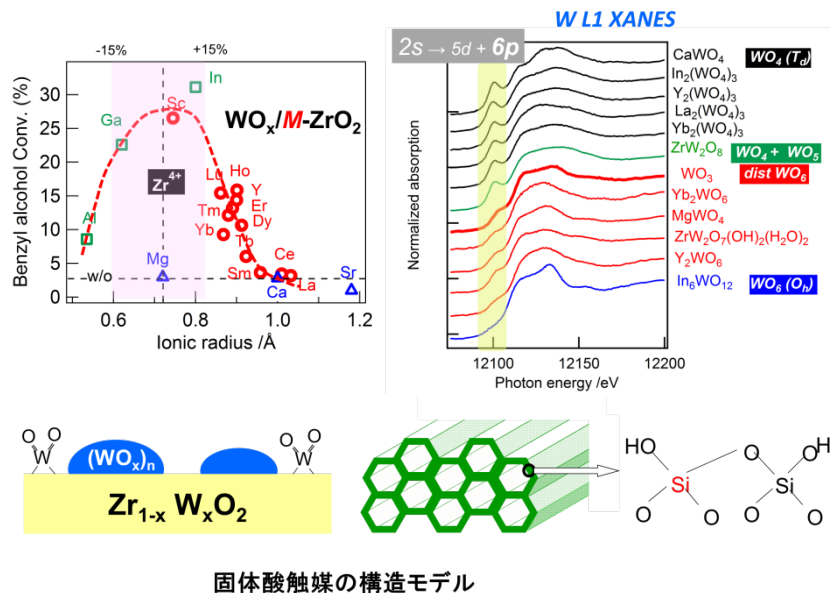 W L1 XANES
-15%
+15%
2s → 5d + 6p
Benzyl alcohol Conv. (%)
40
35
30
25
20
15
10
5
0
In
Sc
Ga
WOx/M-ZrO2
Zr4+
Lu
Ho
Y
Er
Tm
Dy
Yb
Tb
Al
Mg
w/o
Sm
Ce
Sr
Ca
La
0.6
0.8
1.0
1.2
Ionic radius /Å
Normalized absorption
CaWO4
WO4 (Td)
In2(WO4)3
Y2(WO4)3
La2(WO4)3
Yb2(WO4)3
ZrW2O8
WO4 + WO5
WO3
dist WO6
Yb2WO6
MgWO4
ZrW2O7(OH)2(H2O)2
Y2WO6
In6WO12
WO6 (Oh)
12100
12150
12200
Photon energy /eV
O
O
W
(WOx)n
O
O
W
Zr1-x WxO2
HO
O
O
H
Si
Si
O
O
O
O
固体酸触媒の構造モデル